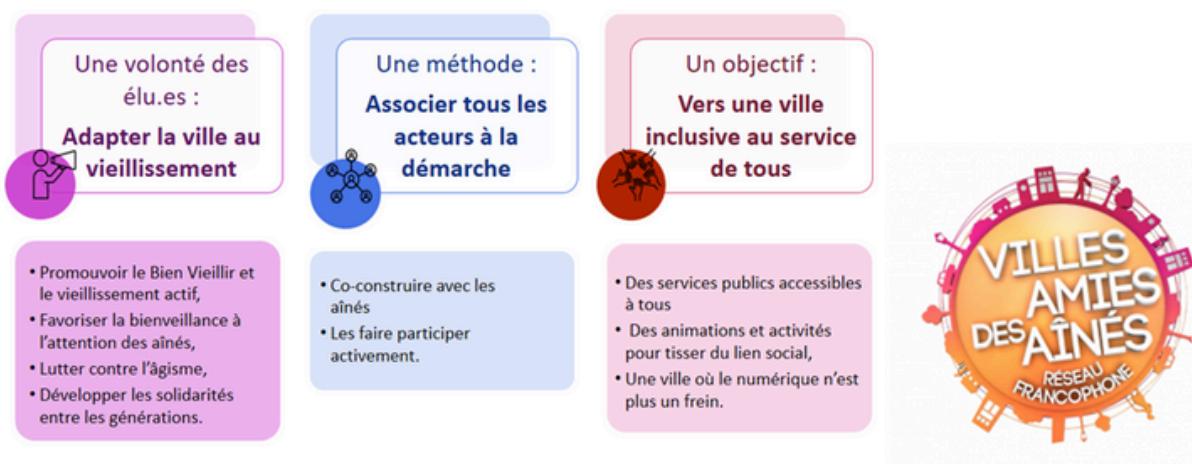 Une volonté des
élu.es :
Adapter la ville au
vieillissement
• Promouvoir le Bien Vieillir et
le vieillissement actif,
• Favoriser la bienveillance à
l’attention des aînés,
• Lutter contre l’âgisme,
• Développer les solidarités
entre les générations.
Une méthode :
Associer tous les
acteurs à la
démarche
• Co-construire avec les
aînés
• Les faire participer
activement.
Un objectif :
Vers une ville
inclusive au service
de tous
• Des services publics accessibles
à tous
• Des animations et activités
pour tisser du lien social,
• Une ville où le numérique n’est
plus un frein.
VILLES
AMIES
DES AÎNÉS
RÉSEAU
FRANCOPHONE